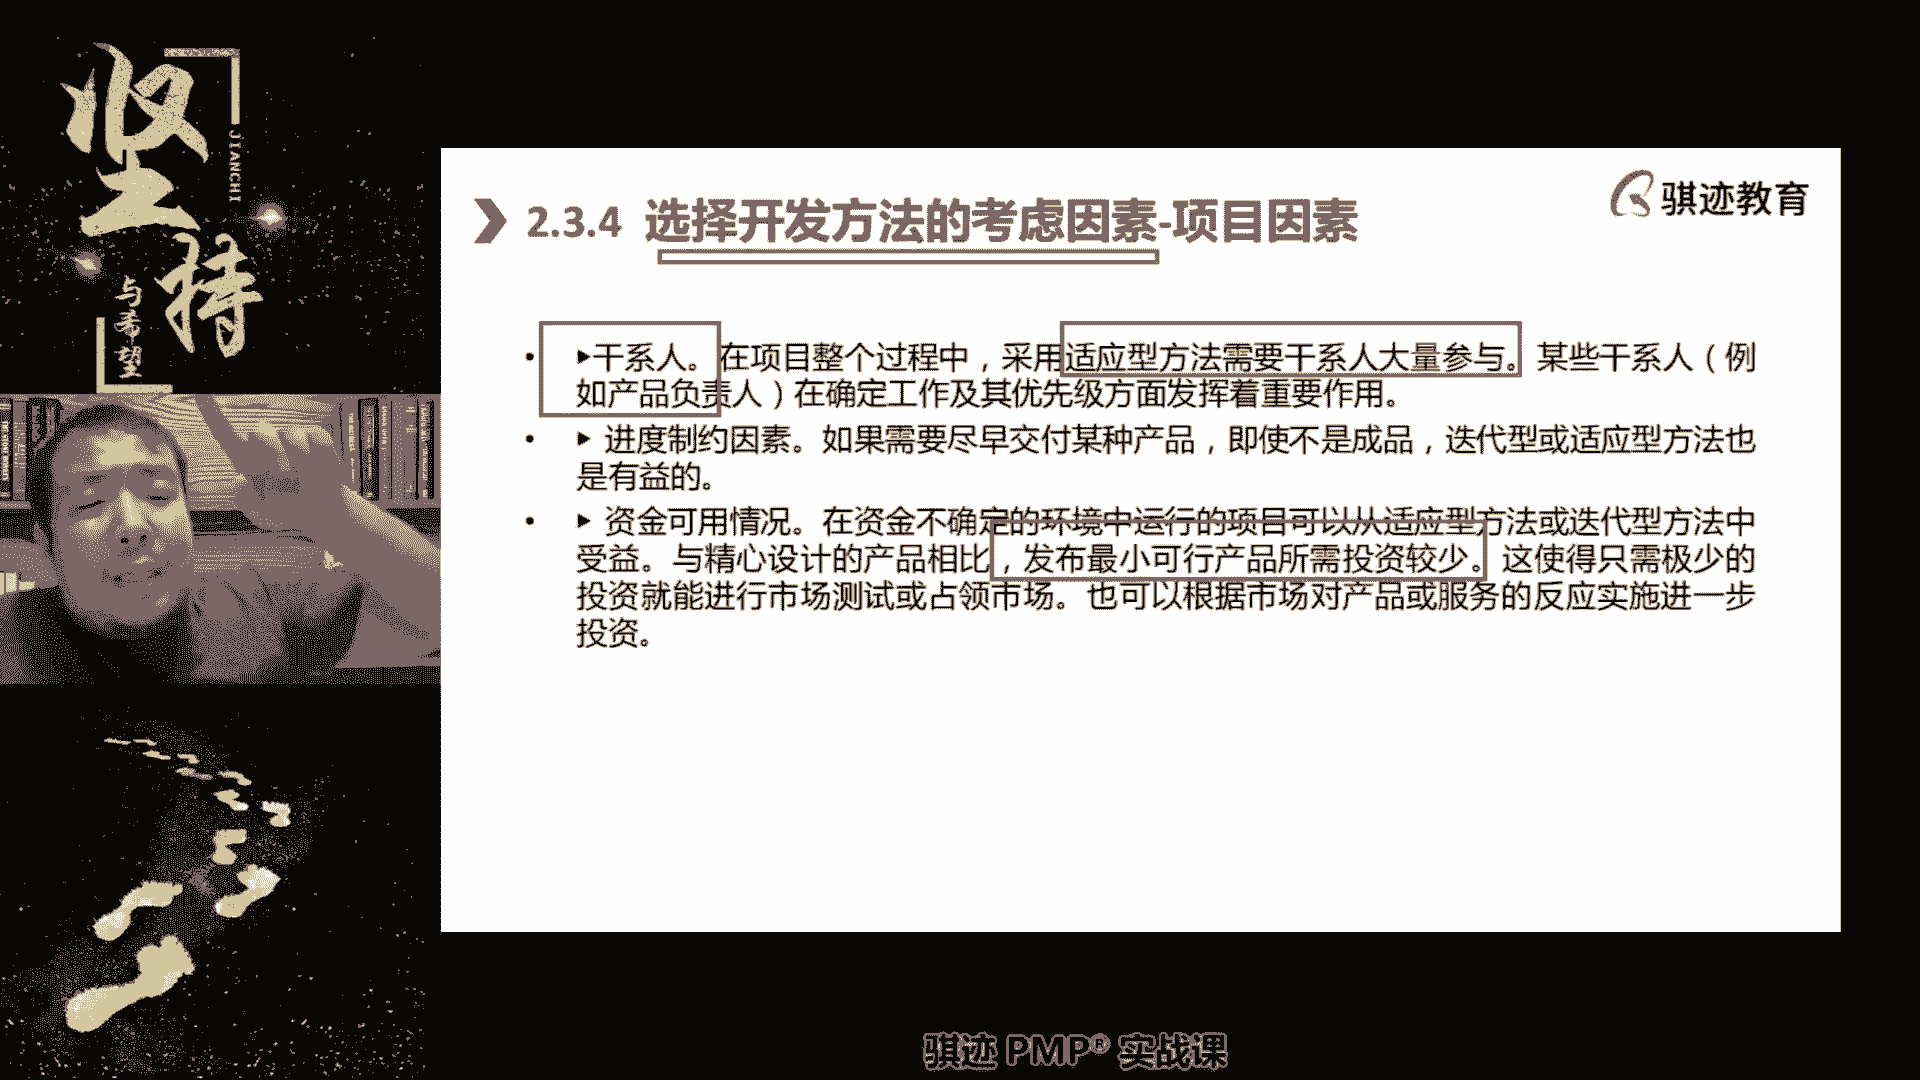 坚持
JIANCHI
与希望
骐迹教育
2.3.4 选择开发方法的考虑因素-项目因素
• ▶干系人。在项目整个过程中，采用适应型方法需要干系人大量参与。某些干系人（例
如产品负责人）在确定工作及其优先级方面发挥着重要作用。
• ▶ 进度制约因素。如果需要尽早交付某种产品，即使不是成品，迭代型或适应型方法也
是有益的。
• ▶ 资金可用情况。在资金不确定的环境中运行的项目可以从适应型方法或迭代型方法中
受益。与精心设计的产品相比，发布最小可行产品所需投资较少。这使得只需极少的
投资就能进行市场测试或占领市场。也可以根据市场对产品或服务的反应实施进一步
投资。
骐迹 PMP® 实战课